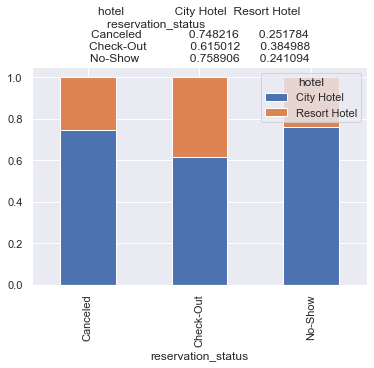 hotel City Hotel Resort Hotel
reservation_status
Canceled 0.748216 0.251784
Check-Out 0.615012 0.384988
No-Show 0.758906 0.241094
hotel
City Hotel
Resort Hotel
1.0
0.8
0.6
0.4
0.2
0.0
Canceled
Check-Out
No-Show
reservation_status